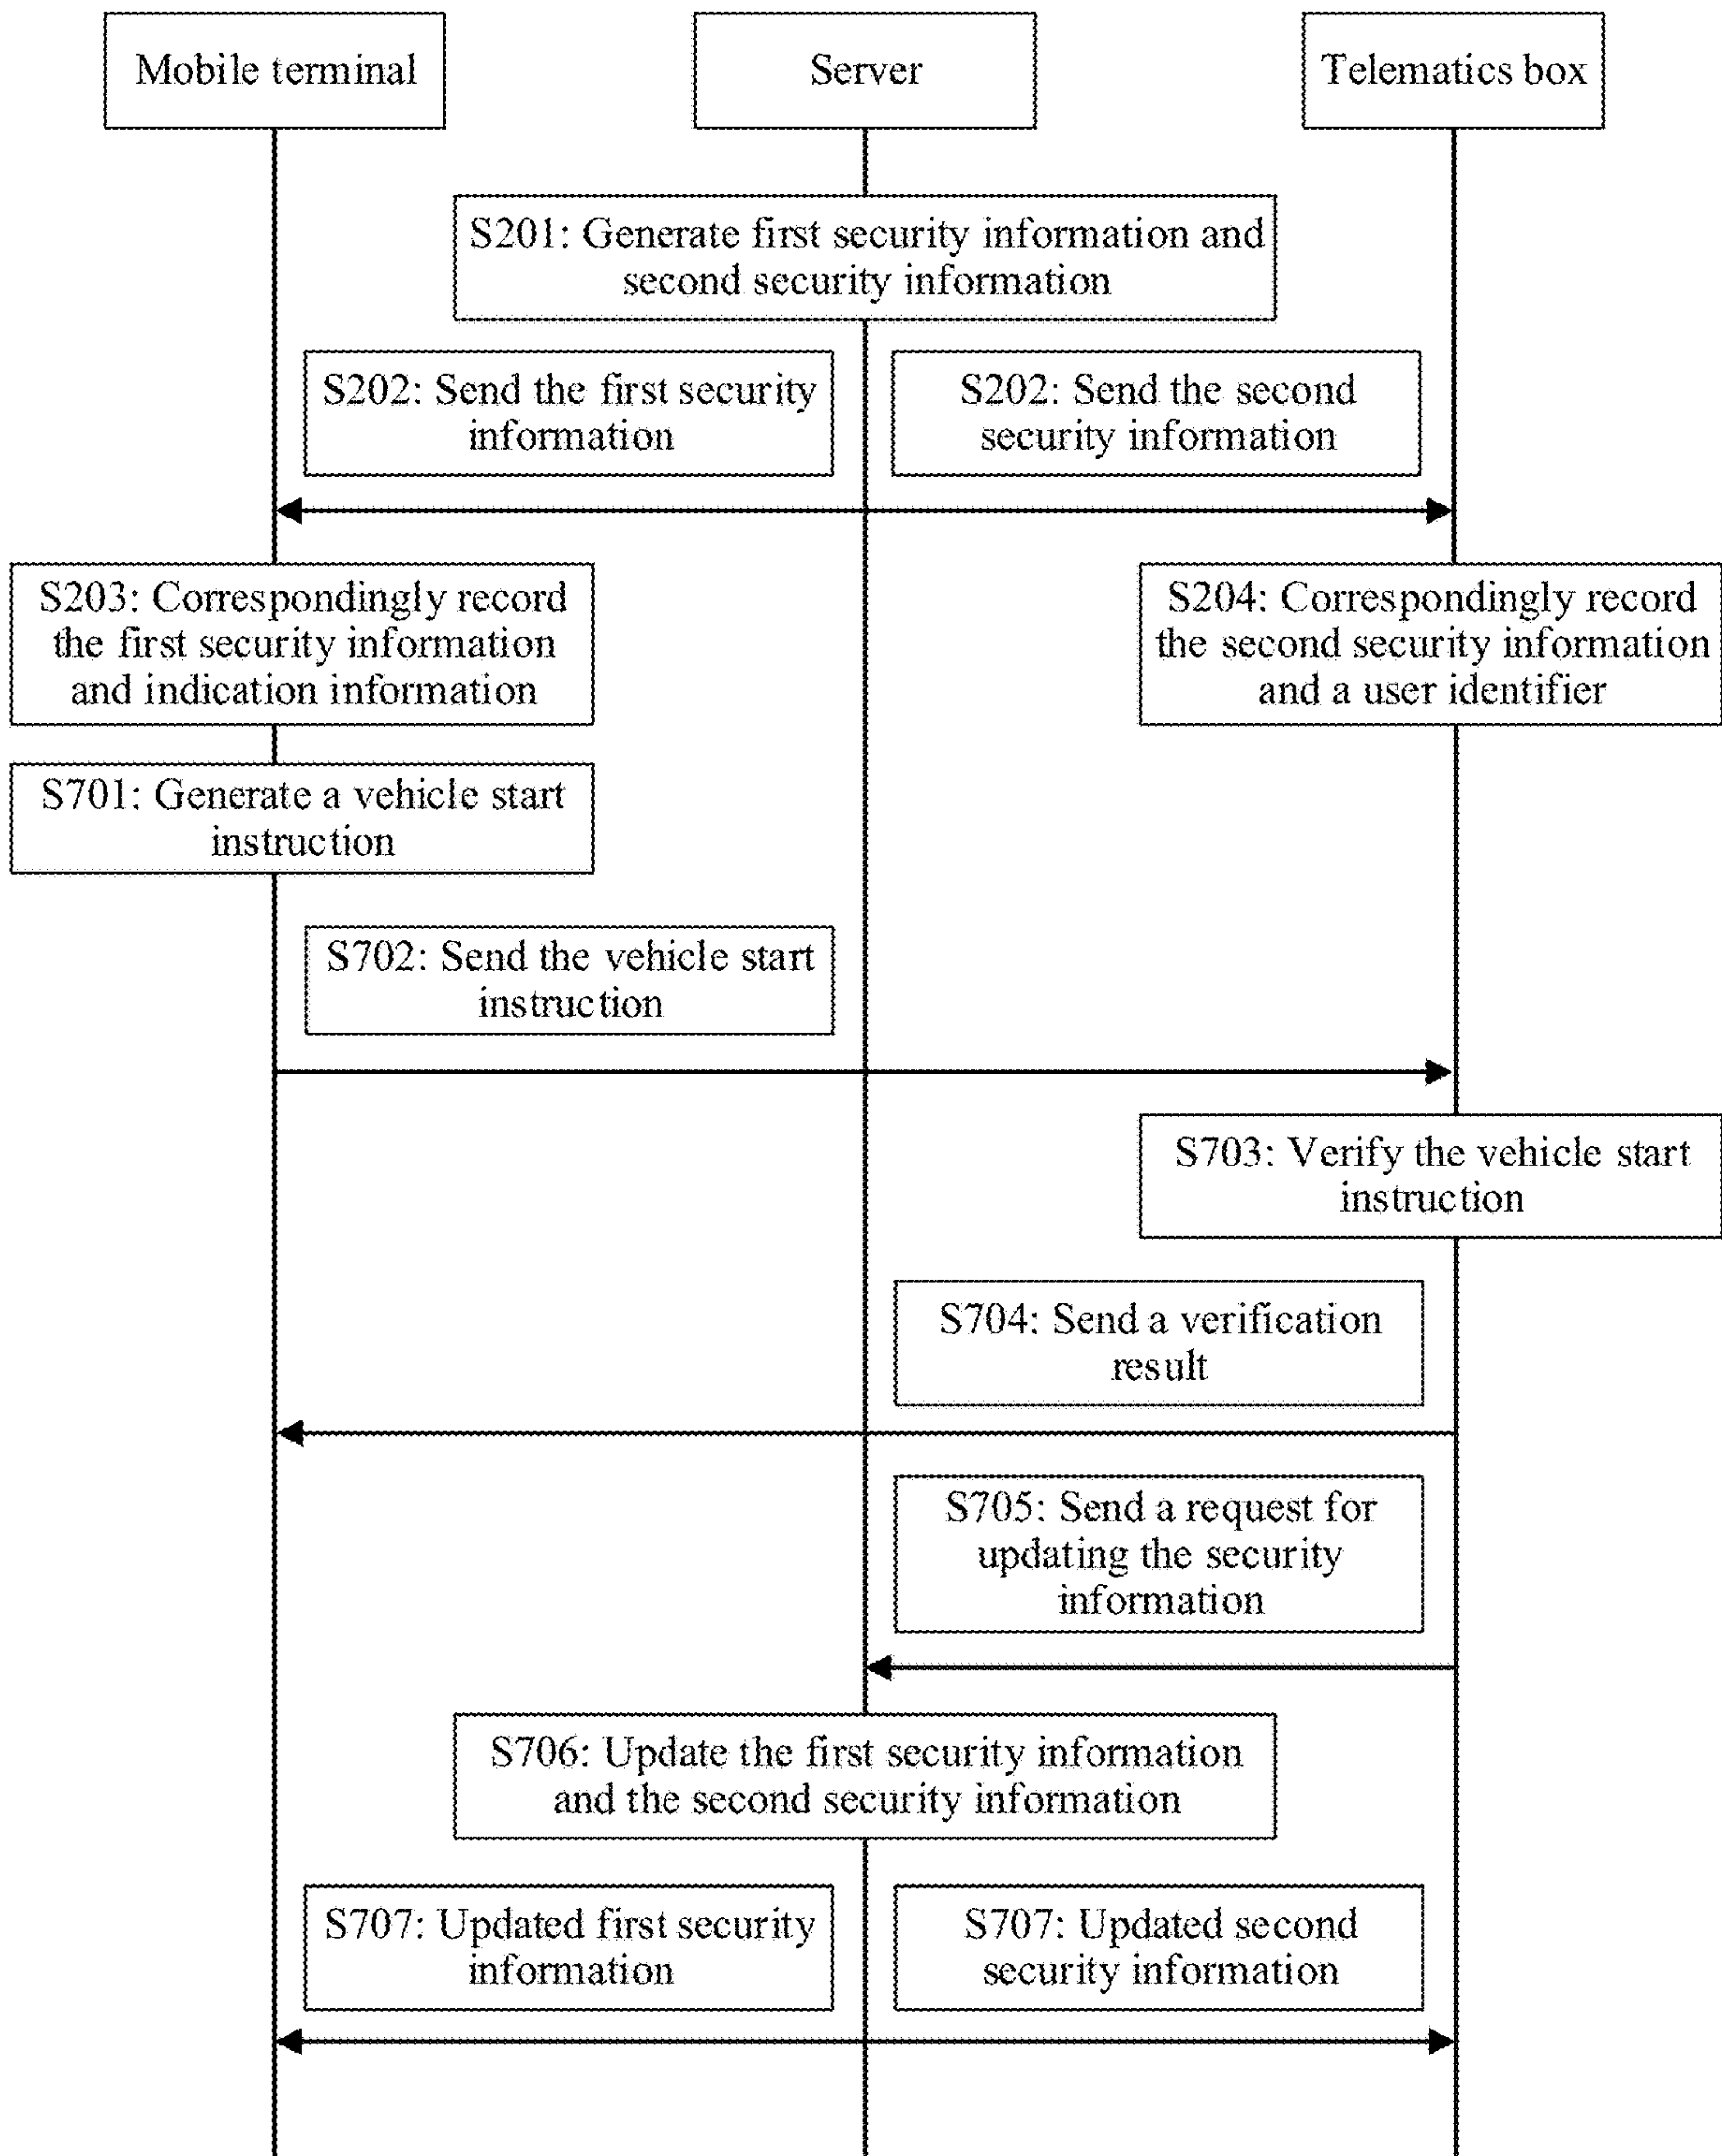 Mobile terminal
Server
Telematics box
S201: Generate first security information and
second security information
S202: Send the first security
information
S202: Send the second
security information
S203: Correspondingly record
the first security information
and indication information
S204: Correspondingly record
the second security information
and a user identifier
S701: Generate a vehicle start
instruction
S702: Send the vehicle start
instruction
S703: Verify the vehicle start
instruction
S704: Send a verification
result
S705: Send a request for
updating the security
information
S706: Update the first security information
and the second security information
S707: Updated first security
information
S707: Updated second
security information